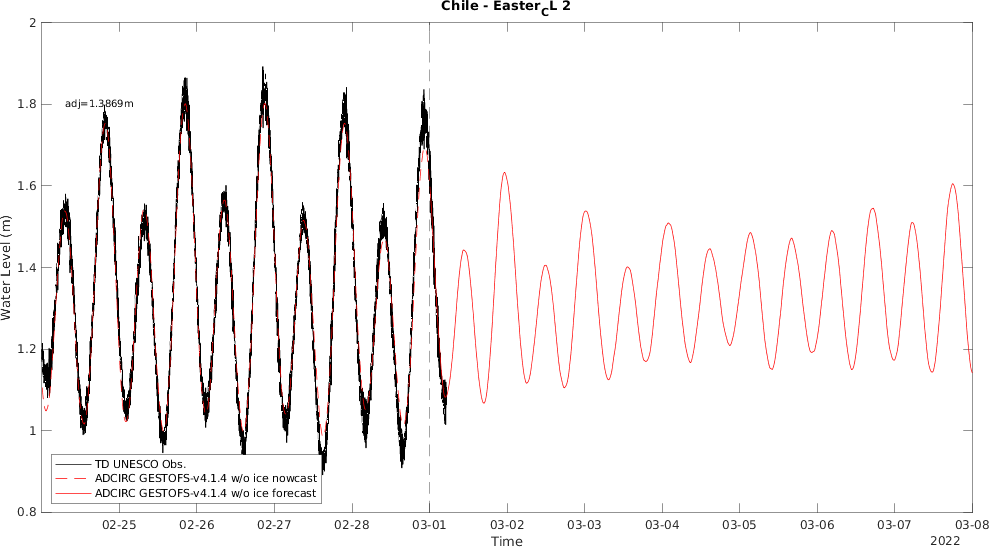 Chile - Easter_CL 2
2
1.8
1.6
1.4
1.2
1
0.8
Water Level (m)
adj=1.3869m
TD UNESCO Obs.
ADCIRC GESTOFS-v4.1.4 w/o ice nowcast
ADCIRC GESTOFS-v4.1.4 w/o ice forecast
02-25 02-26 02-27 02-28 03-01 03-02 03-03 03-04 03-05 03-06 03-07 03-08
Time
2022